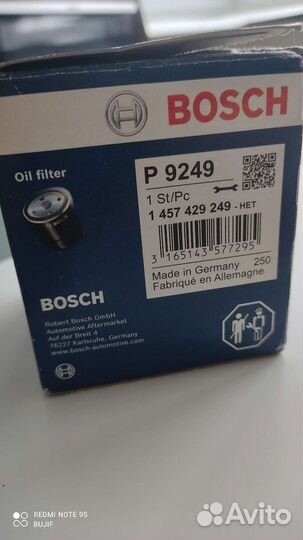 BOSCH
Oil filter
P 9249
1 St/Pc
1 457 429 249 - HET
3 165143 577295
Made in Germany 250
Fabriqué en Allemagne
BOSCH
Robert Bosch GmbH
Automotive Aftermarket
Auf der Breit 4
76227 Karlsruhe, Germany
www.bosch-automotive.com
REDMI NOTE 9S
BUJIF
Avito